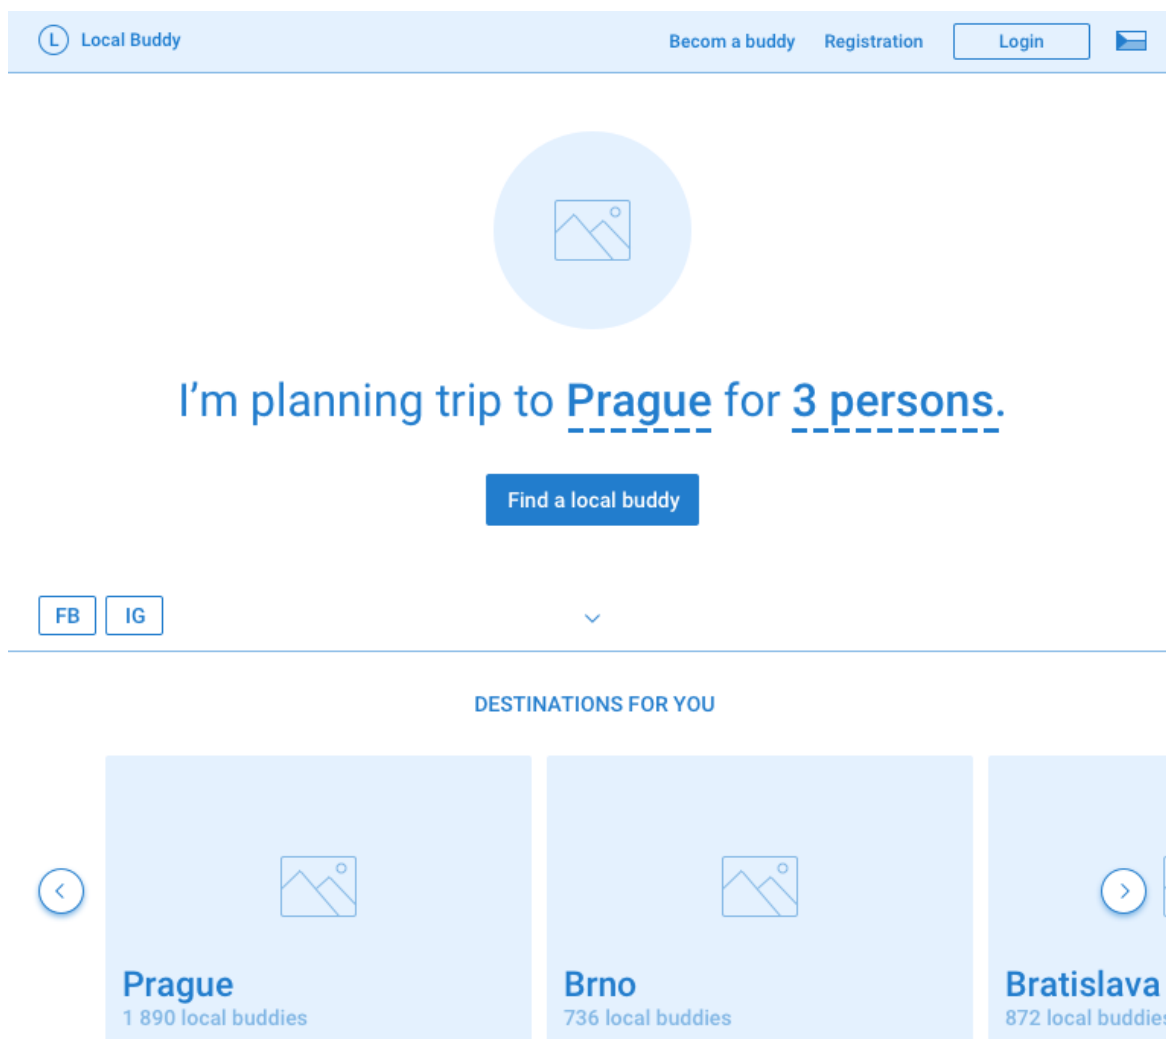 L Local Buddy Becom a buddy Registration Login
I’m planning trip to Prague for 3 persons.
Find a local buddy
FB IG
DESTINATIONS FOR YOU
Prague Brno Bratislava
1 890 local buddies 736 local buddies 872 local buddies